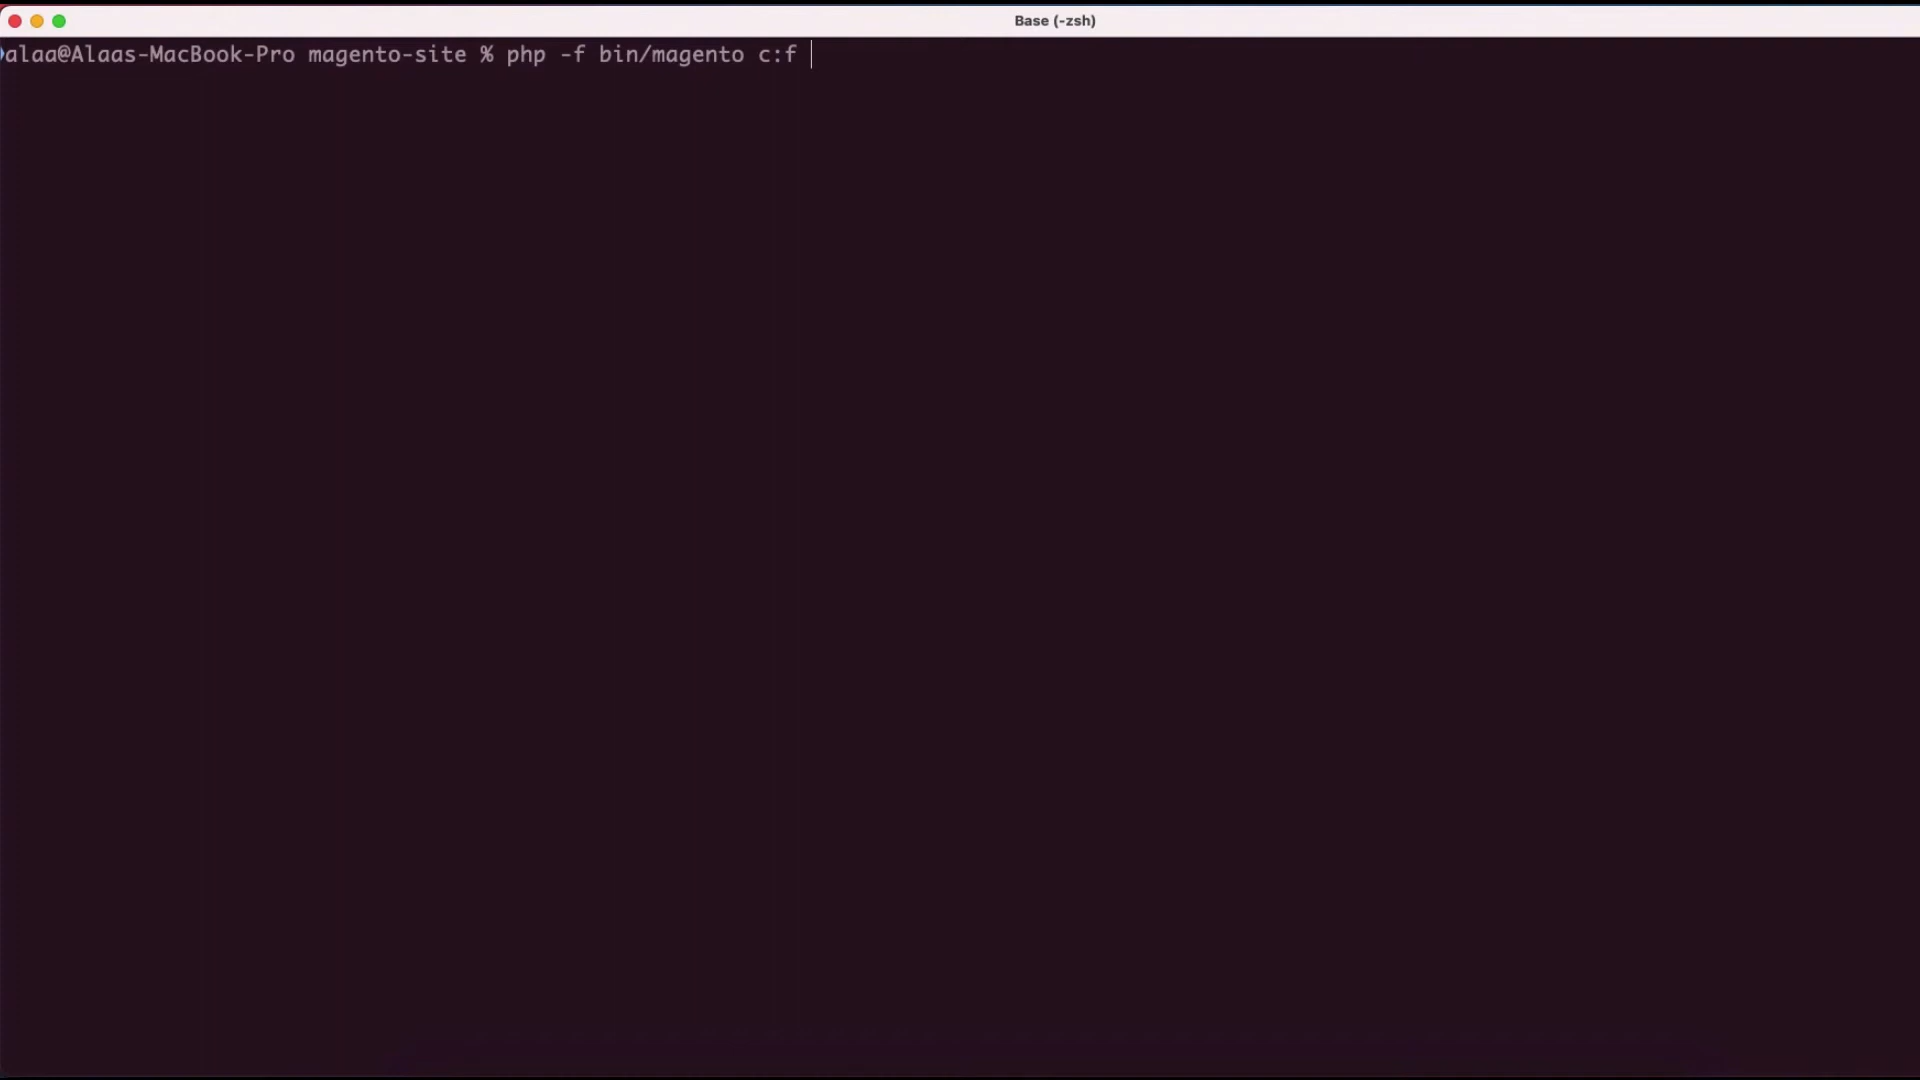 Base (-zsh)
alaa@Alaas-MacBook-Pro magento-site % php -f bin/magento c:f